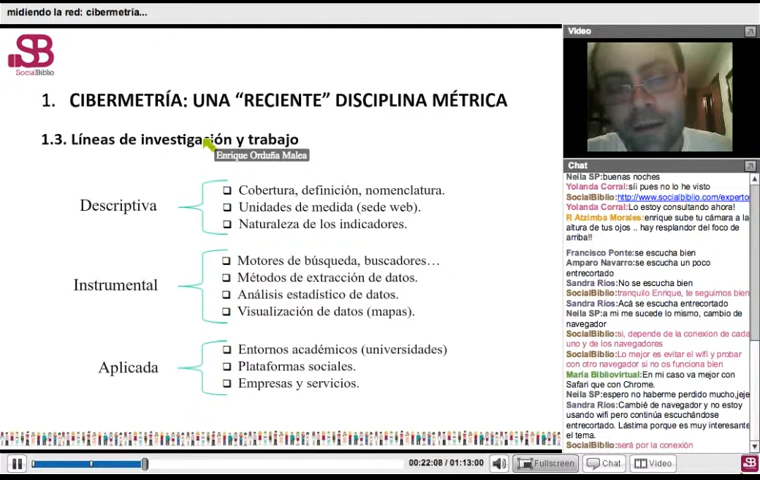 midiendo la red: cibermetría...
SB
SocialBiblio
1. CIBERMETRÍA: UNA “RECIENTE” DISCIPLINA MÉTRICA
1.3. Líneas de investigación y trabajo
Enrique Orduña Malea
Descriptiva
❑ Cobertura, definición, nomenclatura.
❑ Unidades de medida (sede web).
❑ Naturaleza de los indicadores.
Instrumental
❑ Motores de búsqueda, buscadores…
❑ Métodos de extracción de datos.
❑ Análisis estadístico de datos.
❑ Visualización de datos (mapas).
Aplicada
❑ Entornos académicos (universidades)
❑ Plataformas sociales.
❑ Empresas y servicios.
Video
Chat
Neila SP:buenas noches
Yolanda Corral:síi pues no lo he visto
SocialBiblio:http://www.socialbiblio.com/experto
Yolanda Corral:Lo estoy consultando ahora!
R Atzimba Morales:enrique sube tu cámara a la
altura de tus ojos .. hay resplandor del foco de
arriba!!
Francisco Ponte:se escucha bien
Amparo Navarro:se escucha un poco
entrecortado
Sandra Rios:No se escucha bien
SocialBiblio:tranquilo Enrique, te seguimos bien
Sandra Rios:Acá se escucha entrecortado
Neila SP:a mi me sucede lo mismo, cambio de
navegador
SocialBiblio:si, depende de la conexion de cada
uno y de los navegadores
SocialBiblio:Lo mejor es evitar el wifi y probar
con otro navegador si no os funciona bien
María Bibliovirtual:En mi caso va mejor con
Safari que con Chrome.
Neila SP:espero no haberme perdido mucho,jeje
Sandra Rios:Cambié de navegador y no estoy
usando wifi pero continúa escuchándose
entrecortado. Lástima porque es muy interesante
el tema.
SocialBiblio:será por la conexión
00:22:08 / 01:13:00
Fullscreen
Chat
Video
SB